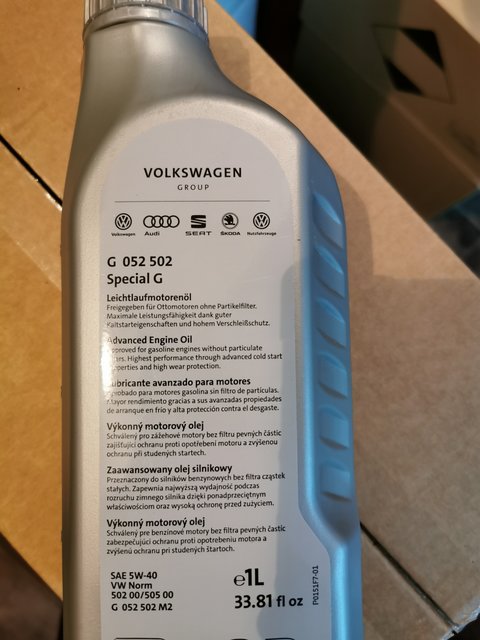 VOLKSWAGEN
GROUP
Volkswagen Audi SEAT ŠKODA Nutzfahrzeuge
G 052 502
Special G
Leichtlaufmotorenöl
Freigegeben für Ottomotoren ohne Partikelfilter.
Maximale Leistungsfähigkeit dank guter
Kaltstarteigenschaften und hohem Verschleißschutz.
Advanced Engine Oil
Approved for gasoline engines without particulate
filters. Highest performance through advanced cold start
properties and high wear protection.
Lubricante avanzado para motores
Aprobado para motores gasolina sin filtro de partículas.
Mayor rendimiento gracias a sus avanzadas propiedades
de arranque en frío y alta protección contra el desgaste.
Výkonný motorový olej
Schválený pro zážehové motory bez filtru pevných částic
zajišťující ochranu proti opotřebení motoru a zvýšenou
ochranu při studených startech.
Zaawansowany olej silnikowy
Przeznaczony do silników benzynowych bez filtra cząstek
stałych. Zapewnia najwyższą wydajność podczas
rozruchu zimnego silnika dzięki ponadprzeciętnym
właściwościom oraz wysoką ochronę przed zużyciem.
Výkonný motorový olej
Schválený pre benzínové motory bez filtra pevných častíc
zabezpečujúci ochranu proti opotrebeniu motora a
zvýšenú ochranu pri studených štartoch.
SAE 5W-40
VW Norm
502 00/505 00
G 052 502 M2
℮1L
33.81 fl oz
P0151F7-01